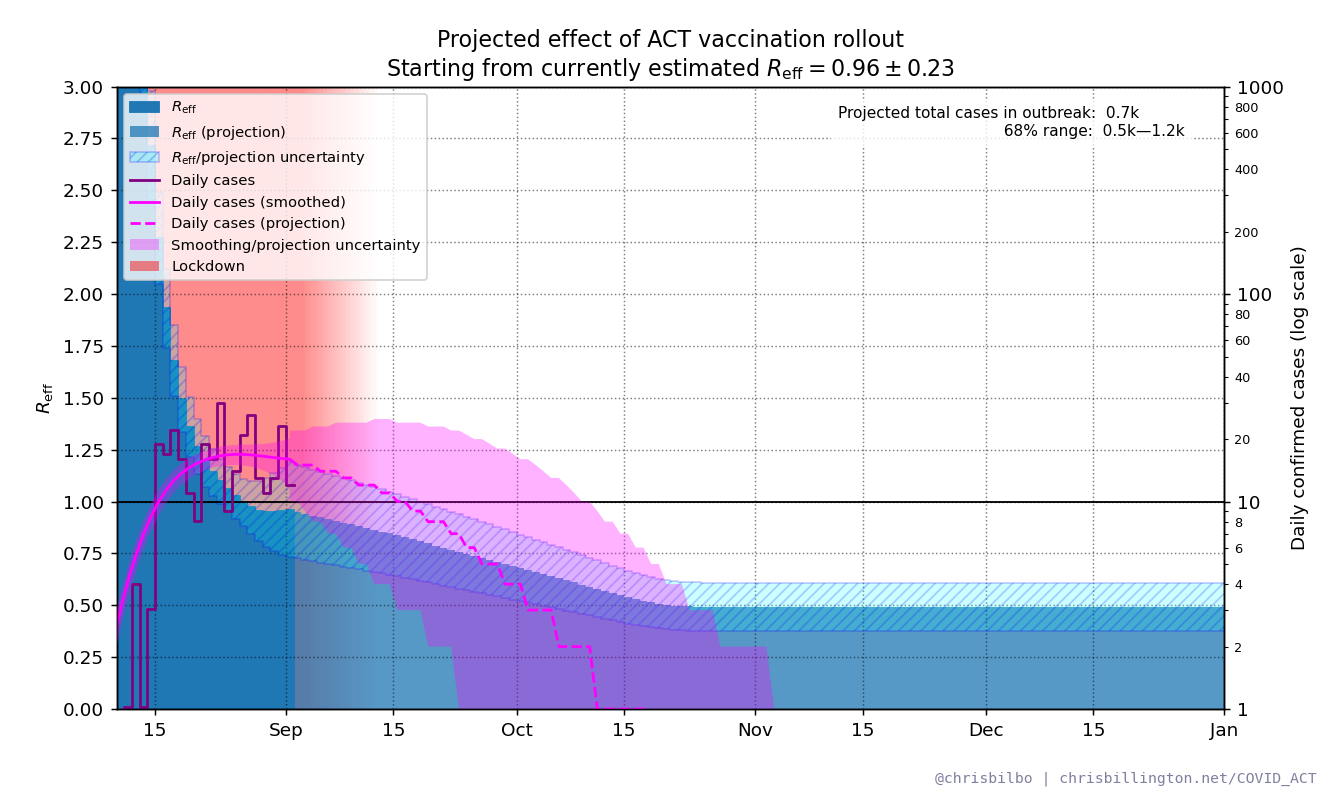 Projected effect of ACT vaccination rollout
Starting from currently estimated R_eff = 0.96 ± 0.23
3.00
2.75
2.50
2.25
2.00
1.75
1.50
1.25
1.00
0.75
0.50
0.25
0.00
R_eff
R_eff
R_eff (projection)
R_eff/projection uncertainty
Daily cases
Daily cases (smoothed)
Daily cases (projection)
Smoothing/projection uncertainty
Lockdown
Projected total cases in outbreak: 0.7k
68% range: 0.5k—1.2k
1000
800
600
400
200
100
80
60
40
20
10
8
6
4
2
1
Daily confirmed cases (log scale)
15 Sep 15 Oct 15 Nov 15 Dec 15 Jan
@chrisbilbo | chrisbillington.net/COVID_ACT